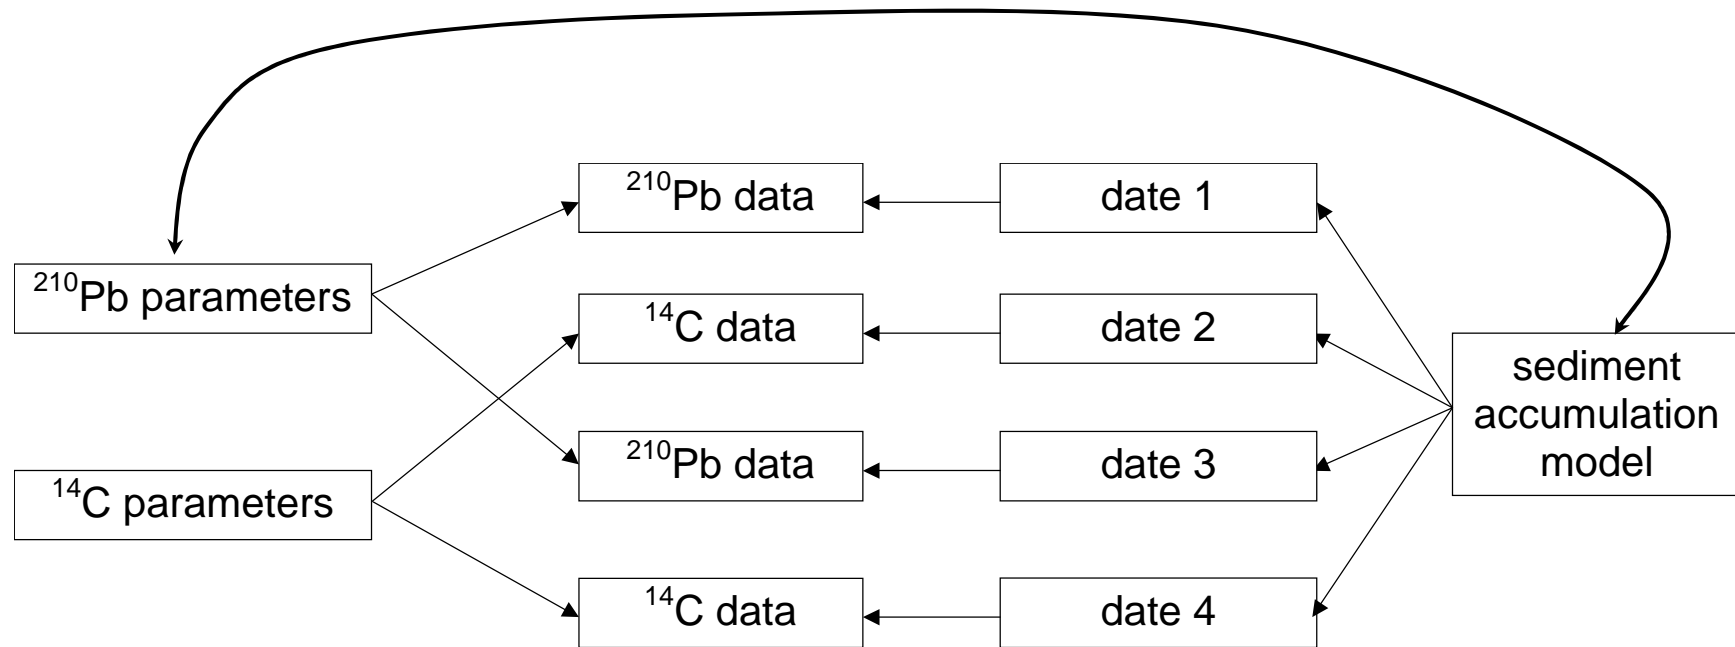 ²¹⁰Pb data
date 1
²¹⁰Pb parameters
¹⁴C data
date 2
sediment
accumulation
model
²¹⁰Pb data
date 3
¹⁴C parameters
¹⁴C data
date 4